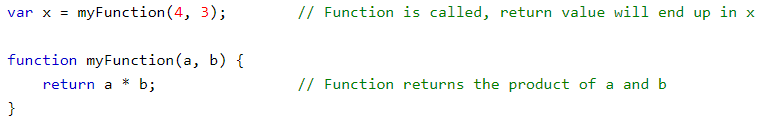 var x = myFunction(4, 3);        // Function is called, return value will end up in x
function myFunction(a, b) {
    return a * b;                // Function returns the product of a and b
}